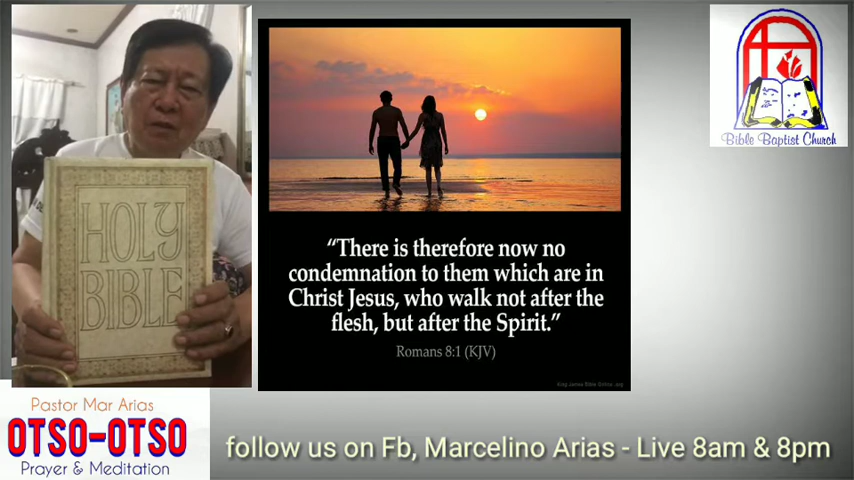 HOLY
BIBLE
“There is therefore now no
condemnation to them which are in
Christ Jesus, who walk not after the
flesh, but after the Spirit.”
Romans 8:1 (KJV)
Bible Baptist Church
Pastor Mar Arias
OTSO-OTSO
Prayer & Meditation
follow us on Fb, Marcelino Arias - Live 8am & 8pm